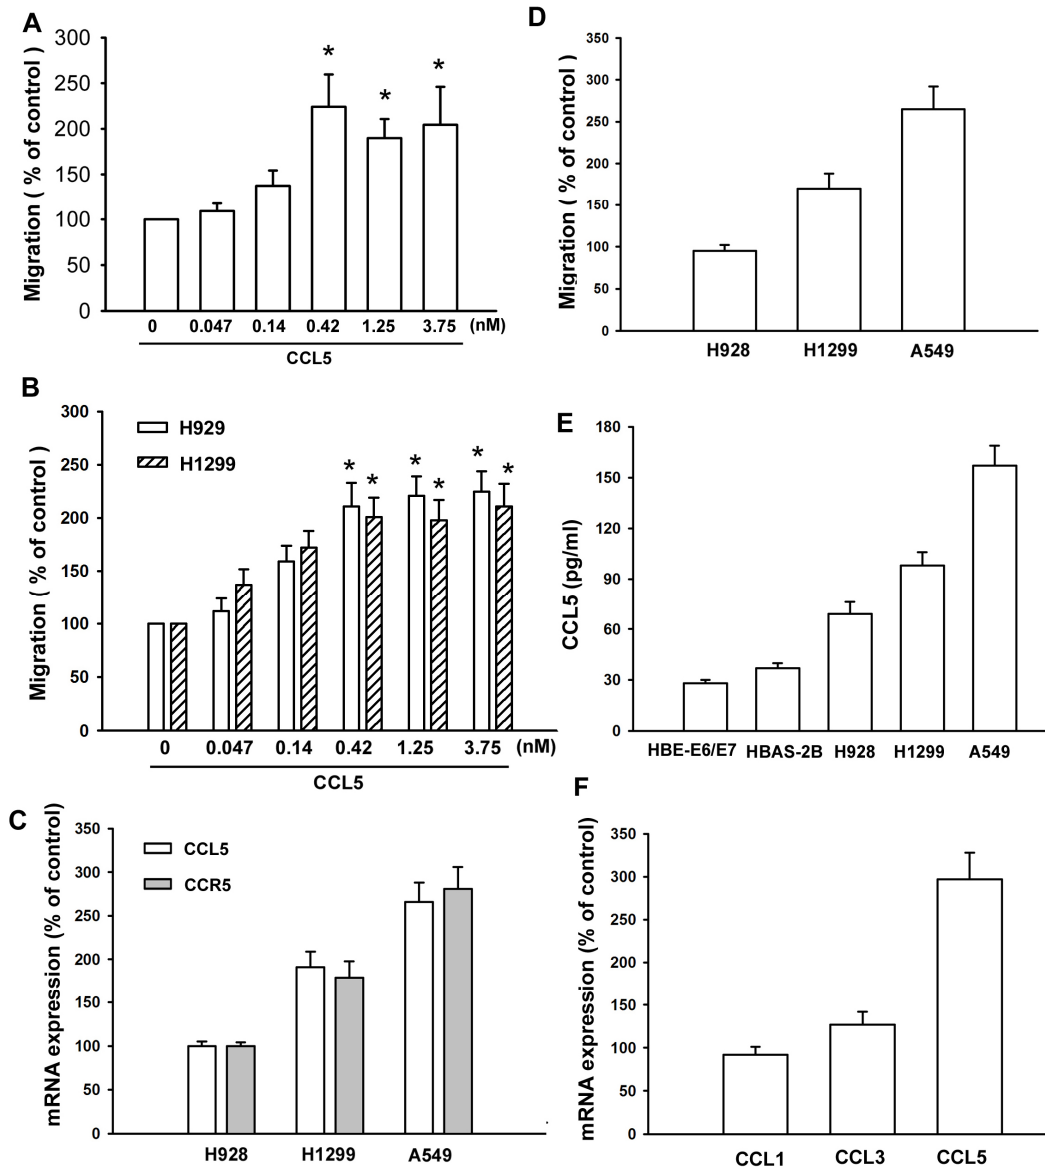 A
Migration ( % of control )
300
250
200
150
100
50
0
* * *
0 0.047 0.14 0.42 1.25 3.75 (nM)
CCL5
B
Migration ( % of control )
300
250
200
150
100
50
0
H929
H1299
* * * * * *
0 0.047 0.14 0.42 1.25 3.75 (nM)
CCL5
C
mRNA expression (% of control)
350
300
250
200
150
100
50
0
CCL5
CCR5
H928 H1299 A549
D
Migration ( % of control )
350
300
250
200
150
100
50
0
H928 H1299 A549
E
CCL5 (pg/ml)
180
150
120
90
60
30
0
HBE-E6/E7 HBAS-2B H928 H1299 A549
F
mRNA expression (% of control)
350
300
250
200
150
100
50
0
CCL1 CCL3 CCL5